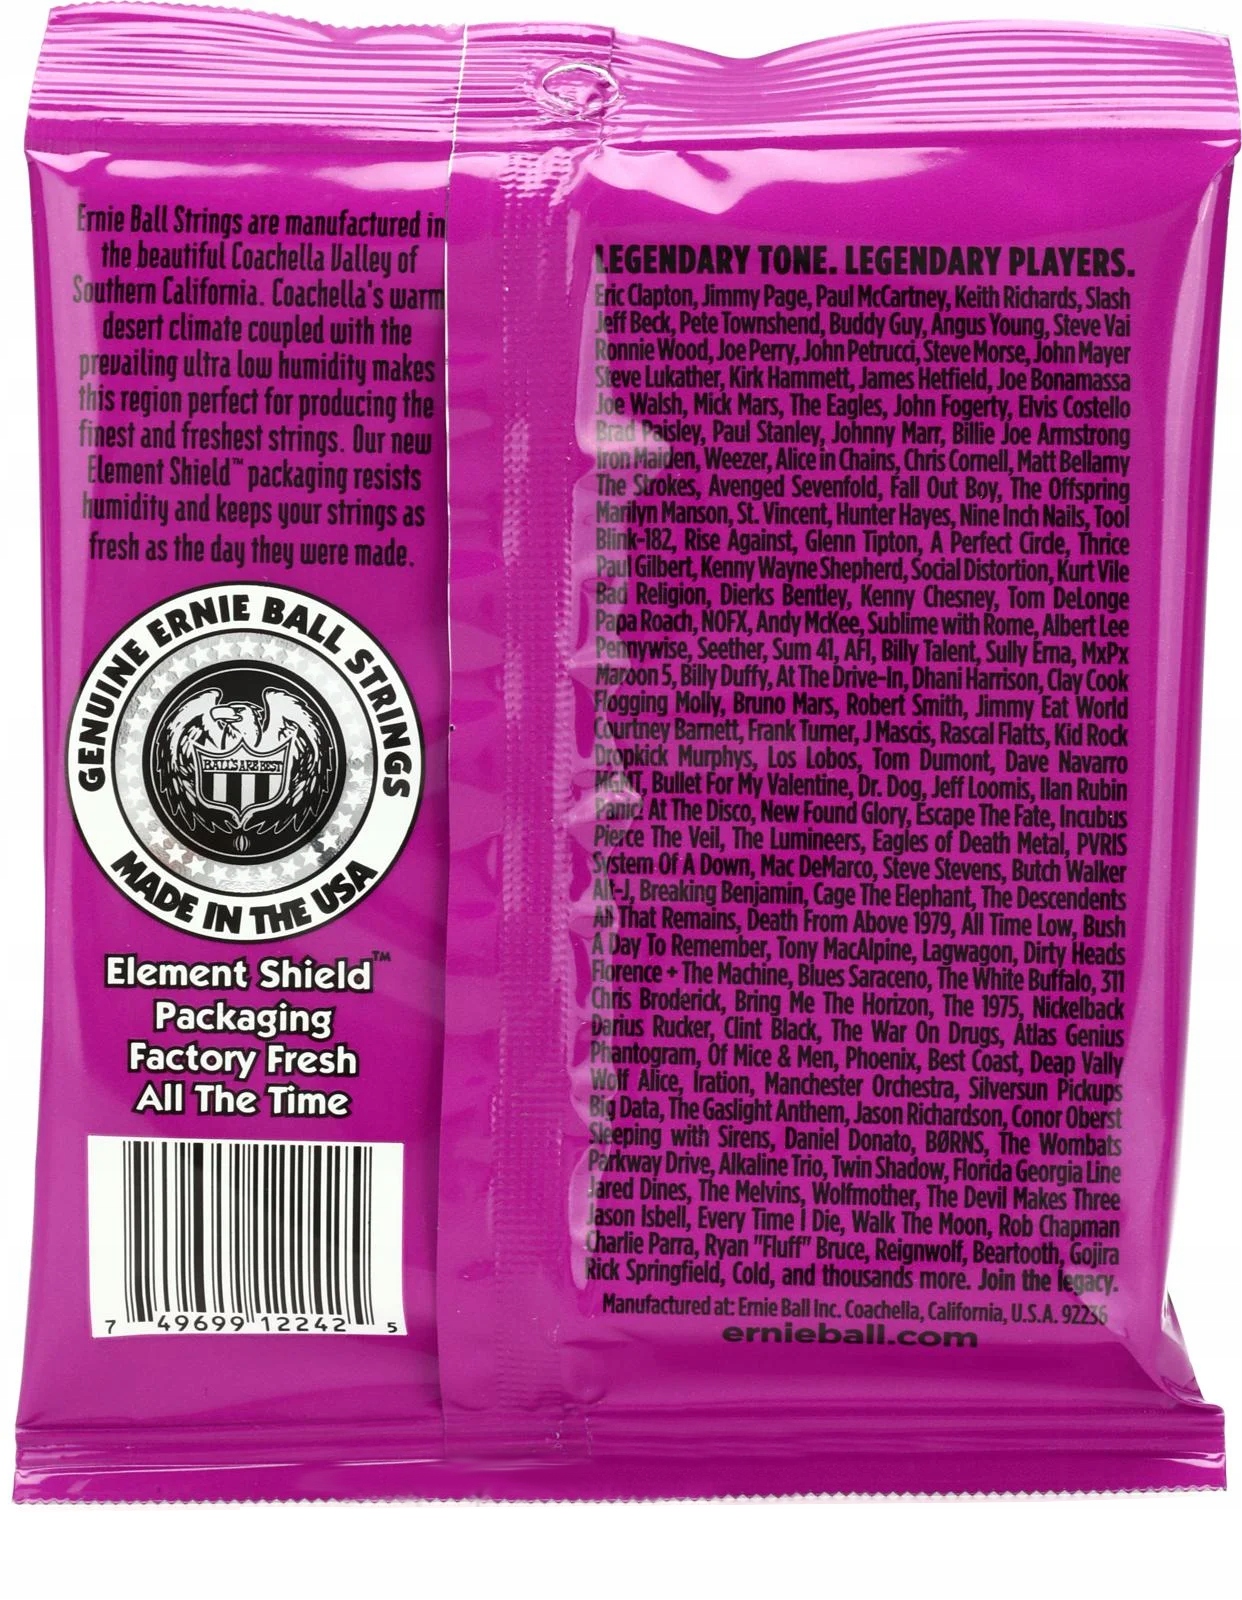 Ernie Ball Strings are manufactured in
the beautiful Coachella Valley of
Southern California. Coachella's warm
desert climate coupled with the
prevailing ultra low humidity makes
this region perfect for producing the
finest and freshest strings. Our new
Element Shield™ packaging resists
humidity and keeps your strings as
fresh as the day they were made.
GENUINE ERNIE BALL STRINGS
BALL'S ARE BEST
MADE IN THE USA
Element Shield™
Packaging
Factory Fresh
All The Time
7 49699 12242 5
LEGENDARY TONE. LEGENDARY PLAYERS.
Eric Clapton, Jimmy Page, Paul McCartney, Keith Richards, Slash
Jeff Beck, Pete Townshend, Buddy Guy, Angus Young, Steve Vai
Ronnie Wood, Joe Perry, John Petrucci, Steve Morse, John Mayer
Steve Lukather, Kirk Hammett, James Hetfield, Joe Bonamassa
Joe Walsh, Mick Mars, The Eagles, John Fogerty, Elvis Costello
Brad Paisley, Paul Stanley, Johnny Marr, Billie Joe Armstrong
Iron Maiden, Weezer, Alice in Chains, Chris Cornell, Matt Bellamy
The Strokes, Avenged Sevenfold, Fall Out Boy, The Offspring
Marilyn Manson, St. Vincent, Hunter Hayes, Nine Inch Nails, Tool
Blink-182, Rise Against, Glenn Tipton, A Perfect Circle, Thrice
Paul Gilbert, Kenny Wayne Shepherd, Social Distortion, Kurt Vile
Bad Religion, Dierks Bentley, Kenny Chesney, Tom DeLonge
Papa Roach, NOFX, Andy McKee, Sublime with Rome, Albert Lee
Pennywise, Seether, Sum 41, AFI, Billy Talent, Sully Erna, MxPx
Maroon 5, Billy Duffy, At The Drive-In, Dhani Harrison, Clay Cook
Flogging Molly, Bruno Mars, Robert Smith, Jimmy Eat World
Courtney Barnett, Frank Turner, J Mascis, Rascal Flatts, Kid Rock
Dropkick Murphys, Los Lobos, Tom Dumont, Dave Navarro
MGMT, Bullet For My Valentine, Dr. Dog, Jeff Loomis, Ilan Rubin
Panic! At The Disco, New Found Glory, Escape The Fate, Incubus
Pierce The Veil, The Lumineers, Eagles of Death Metal, PVRIS
System Of A Down, Mac DeMarco, Steve Stevens, Butch Walker
Alt-J, Breaking Benjamin, Cage The Elephant, The Descendents
All That Remains, Death From Above 1979, All Time Low, Bush
A Day To Remember, Tony MacAlpine, Lagwagon, Dirty Heads
Florence + The Machine, Blues Saraceno, The White Buffalo, 311
Chris Broderick, Bring Me The Horizon, The 1975, Nickelback
Darius Rucker, Clint Black, The War On Drugs, Atlas Genius
Phantogram, Of Mice & Men, Phoenix, Best Coast, Deap Vally
Wolf Alice, Iration, Manchester Orchestra, Silversun Pickups
Big Data, The Gaslight Anthem, Jason Richardson, Conor Oberst
Sleeping with Sirens, Daniel Donato, BØRNS, The Wombats
Parkway Drive, Alkaline Trio, Twin Shadow, Florida Georgia Line
Jared Dines, The Melvins, Wolfmother, The Devil Makes Three
Jason Isbell, Every Time I Die, Walk The Moon, Rob Chapman
Charlie Parra, Ryan "Fluff" Bruce, Reignwolf, Beartooth, Gojira
Rick Springfield, Cold, and thousands more. Join the legacy.
Manufactured at: Ernie Ball Inc. Coachella, California, U.S.A. 92236
ernieball.com